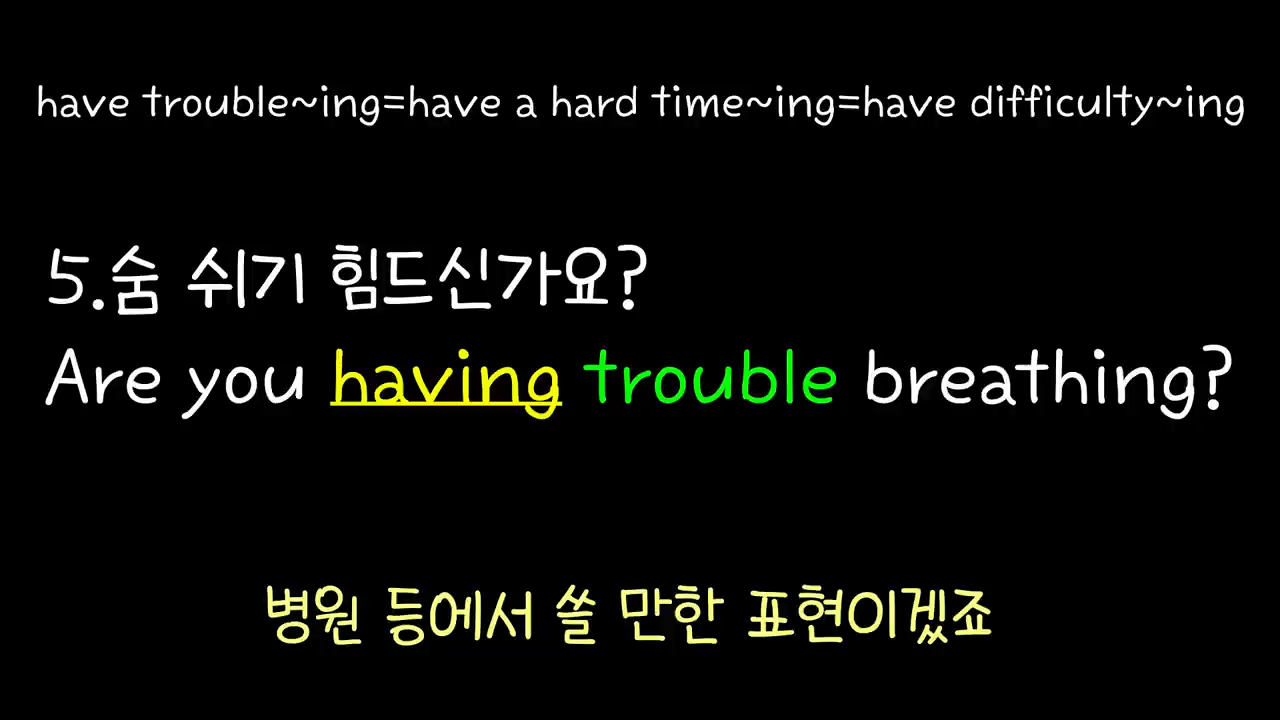 have trouble~ing=have a hard time~ing=have difficulty~ing
5.숨 쉬기 힘드신가요?
Are you having trouble breathing?
병원 등에서 쓸 만한 표현이겠죠